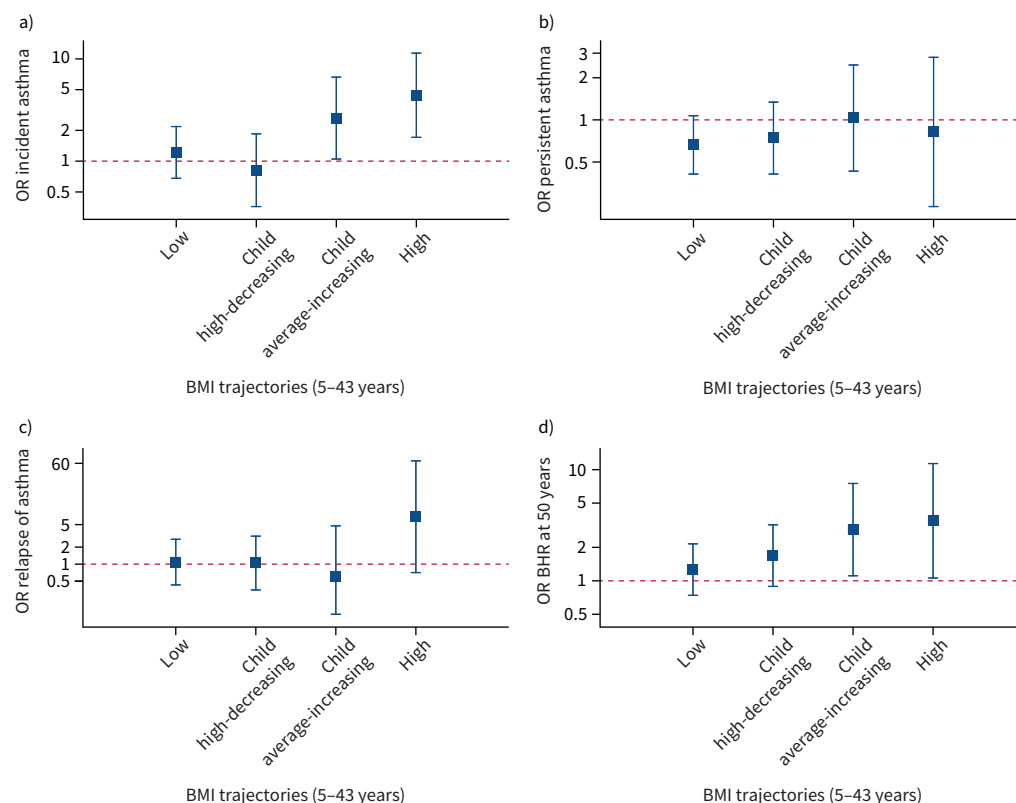 a)
OR incident asthma
10
5
2
1
0.5
Low
Child
high-decreasing
Child
average-increasing
High
BMI trajectories (5–43 years)
b)
OR persistent asthma
3
2
1
0.5
Low
Child
high-decreasing
Child
average-increasing
High
BMI trajectories (5–43 years)
c)
OR relapse of asthma
60
5
2
1
0.5
Low
Child
high-decreasing
Child
average-increasing
High
BMI trajectories (5–43 years)
d)
OR BHR at 50 years
10
5
2
1
0.5
Low
Child
high-decreasing
Child
average-increasing
High
BMI trajectories (5–43 years)